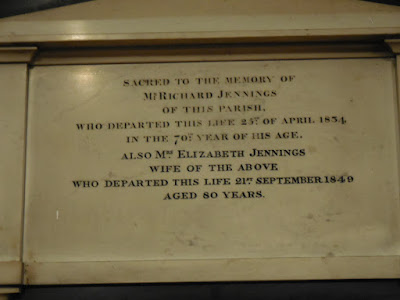 SACRED TO THE MEMORY OF
Mr RICHARD JENNINGS
OF THIS PARISH,
WHO DEPARTED THIS LIFE 25th OF APRIL 1834,
IN THE 70th YEAR OF HIS AGE.
ALSO Mrs ELIZABETH JENNINGS
WIFE OF THE ABOVE
WHO DEPARTED THIS LIFE 21st SEPTEMBER 1849
AGED 80 YEARS.